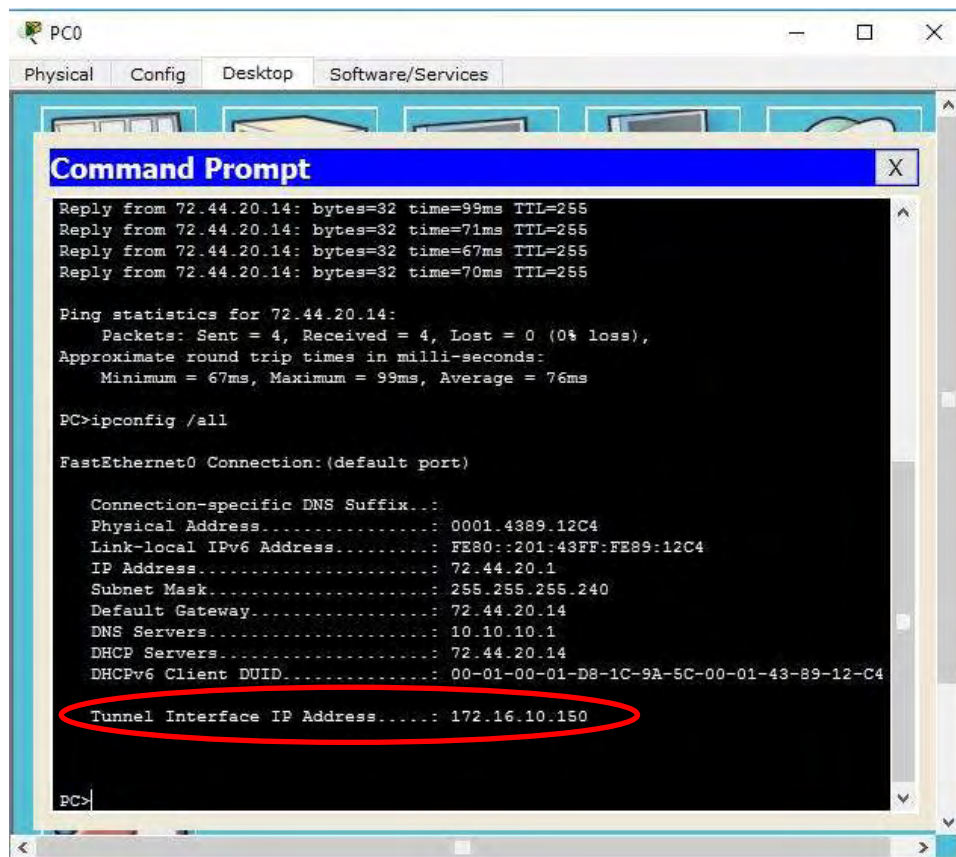 PC0
Physical Config Desktop Software/Services
Command Prompt X
Reply from 72.44.20.14: bytes=32 time=99ms TTL=255
Reply from 72.44.20.14: bytes=32 time=71ms TTL=255
Reply from 72.44.20.14: bytes=32 time=67ms TTL=255
Reply from 72.44.20.14: bytes=32 time=70ms TTL=255
Ping statistics for 72.44.20.14:
Packets: Sent = 4, Received = 4, Lost = 0 (0% loss),
Approximate round trip times in milli-seconds:
Minimum = 67ms, Maximum = 99ms, Average = 76ms
PC>ipconfig /all
FastEthernet0 Connection:(default port)
Connection-specific DNS Suffix..:
Physical Address................: 0001.4389.12C4
Link-local IPv6 Address.........: FE80::201:43FF:FE89:12C4
IP Address......................: 72.44.20.1
Subnet Mask.....................: 255.255.255.240
Default Gateway.................: 72.44.20.14
DNS Servers.....................: 10.10.10.1
DHCP Servers....................: 72.44.20.14
DHCPv6 Client DUID..............: 00-01-00-01-D8-1C-9A-5C-00-01-43-89-12-C4
Tunnel Interface IP Address.....: 172.16.10.150
PC>